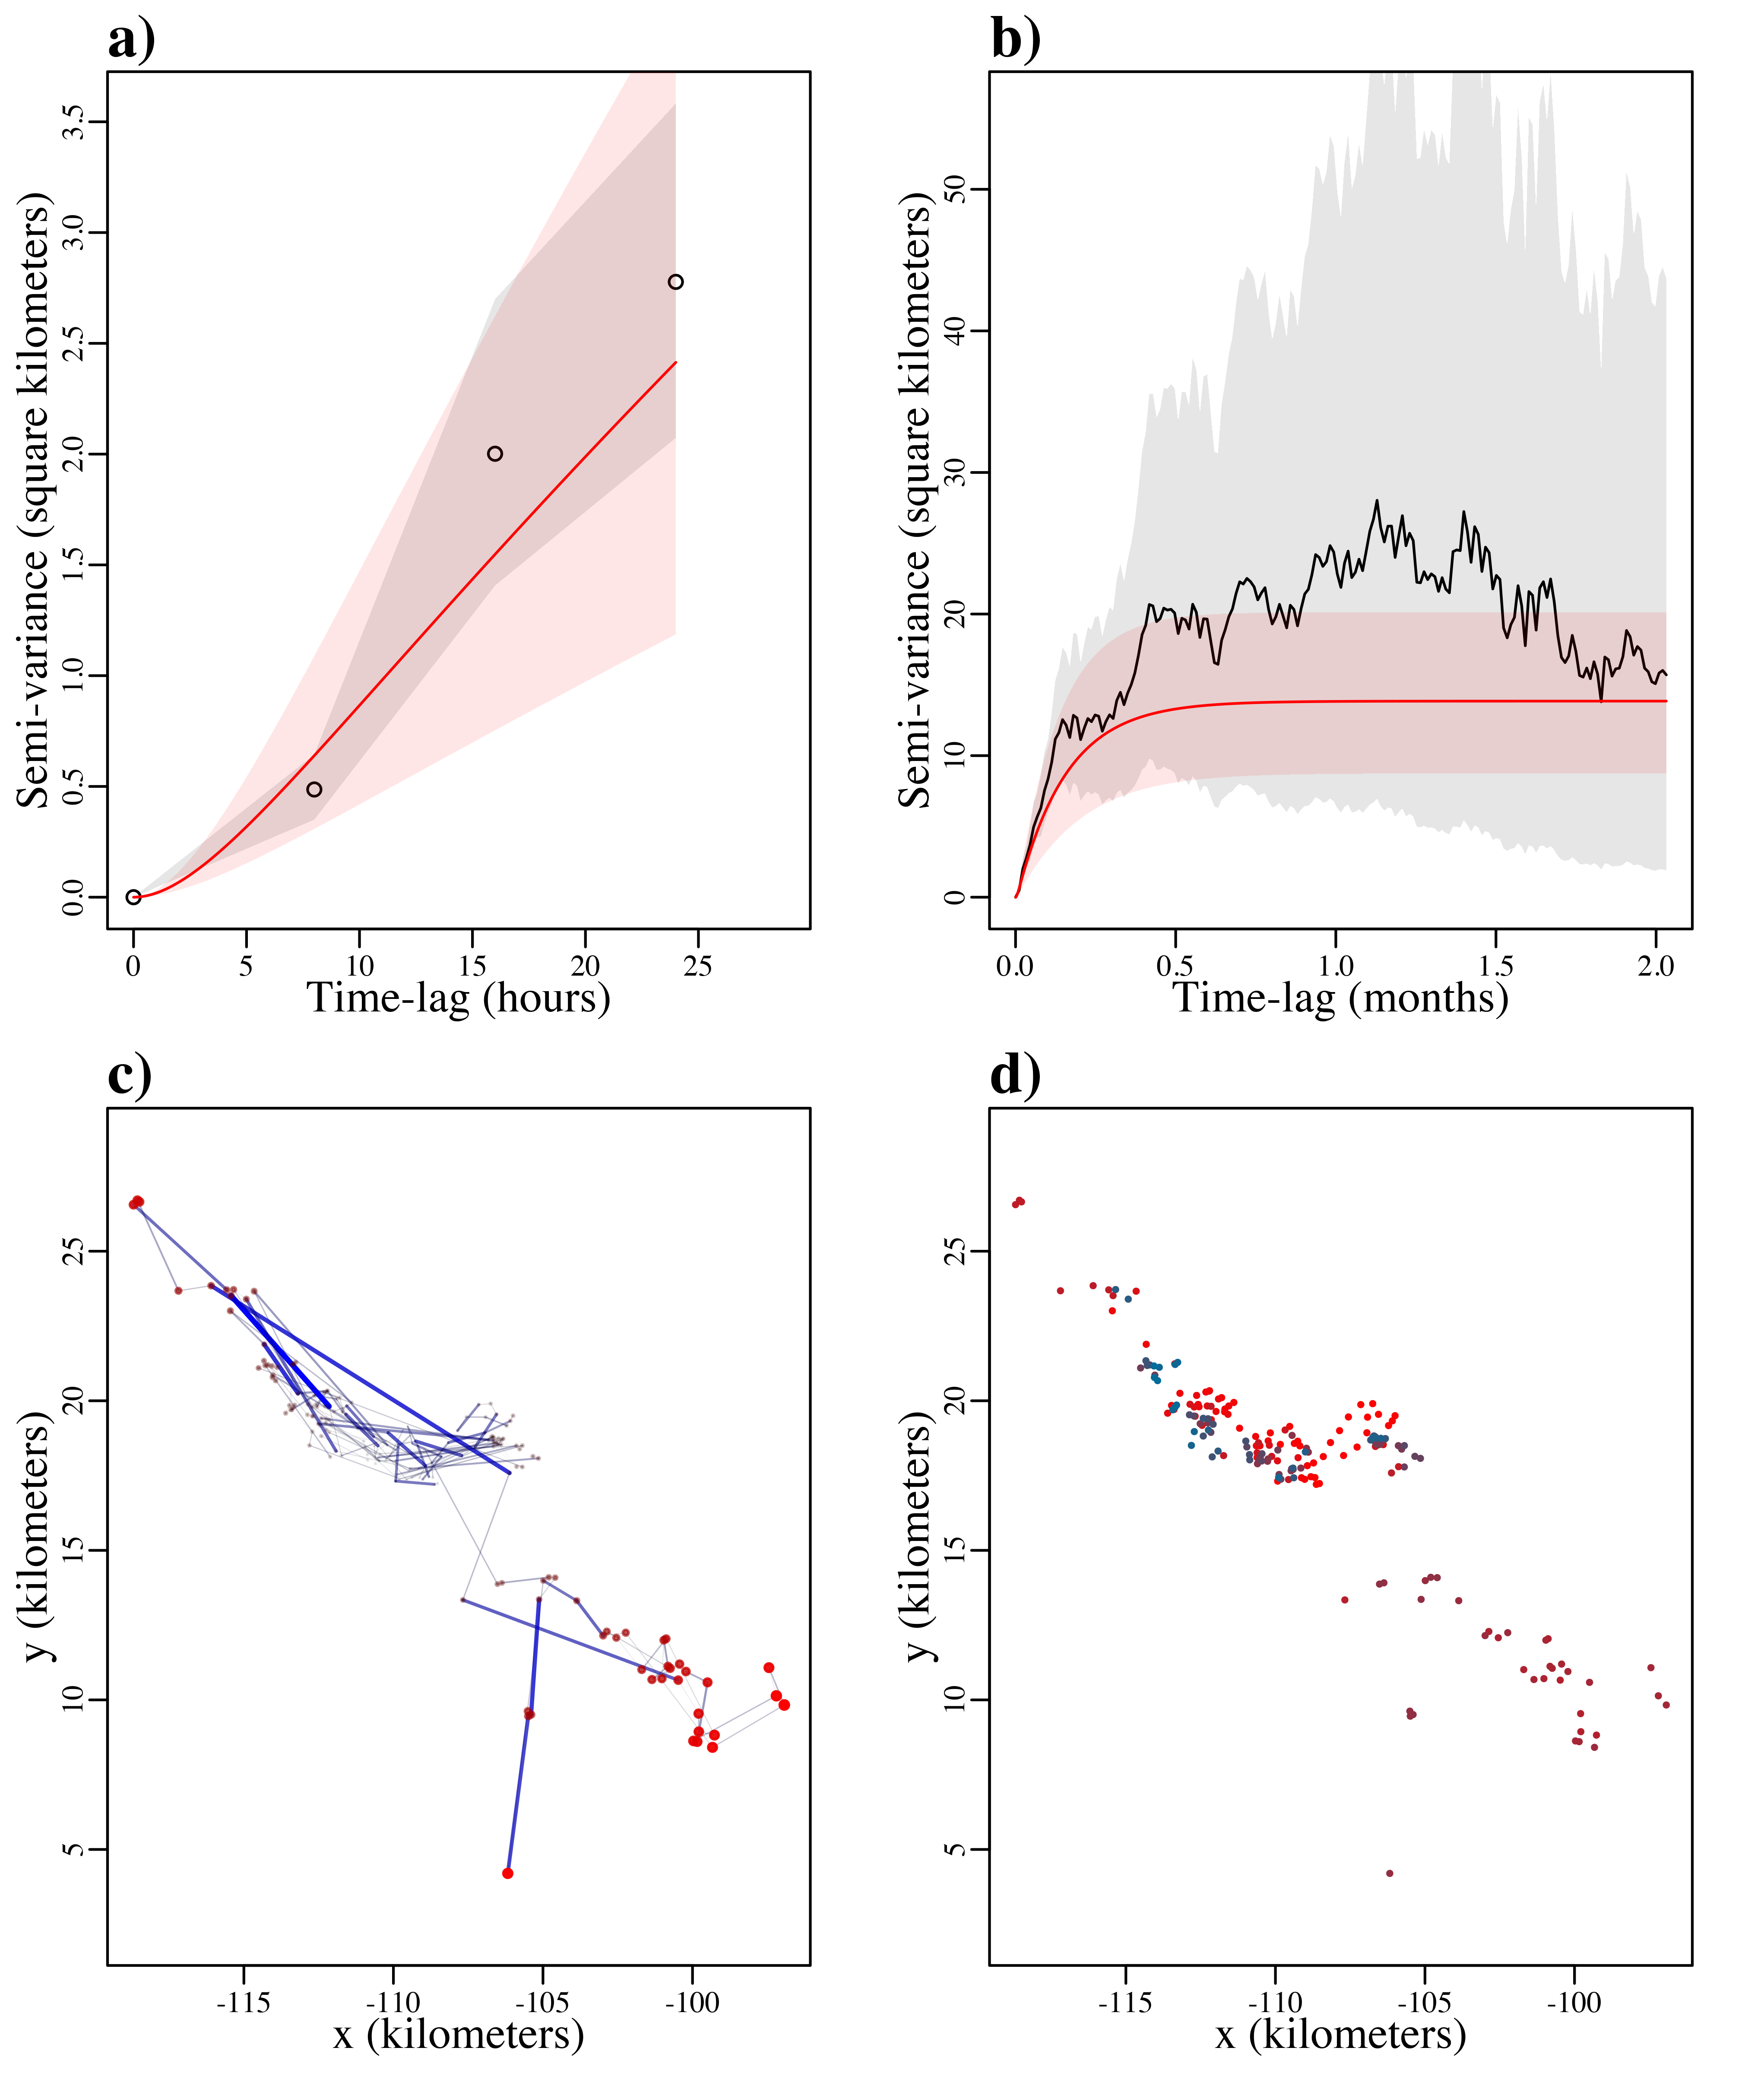 a)
Semi-variance (square kilometers)
3.5
3.0
2.5
2.0
1.5
1.0
0.5
0.0
0 5 10 15 20 25
Time-lag (hours)
b)
Semi-variance (square kilometers)
50
40
30
20
10
0
0.0 0.5 1.0 1.5 2.0
Time-lag (months)
c)
y (kilometers)
25
20
15
10
5
-115 -110 -105 -100
x (kilometers)
d)
y (kilometers)
25
20
15
10
5
-115 -110 -105 -100
x (kilometers)